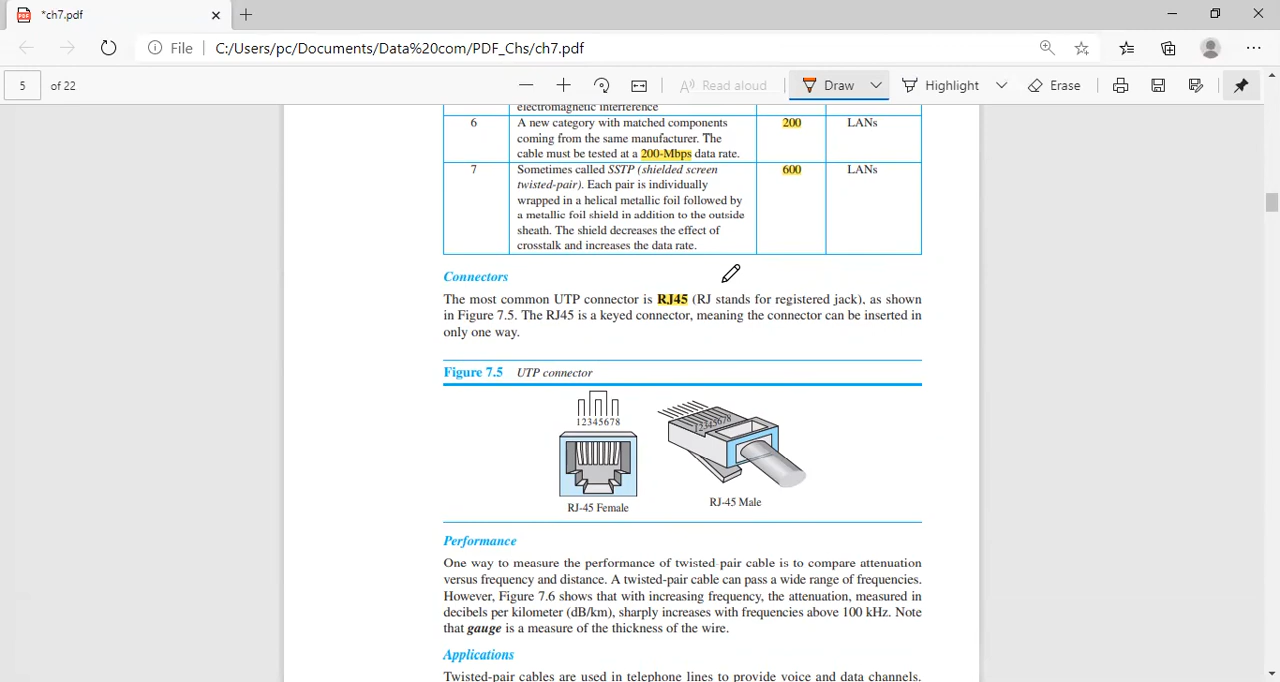 *ch7.pdf
File C:/Users/pc/Documents/Data%20com/PDF_Chs/ch7.pdf
5 of 22 Read aloud Draw Highlight Erase
electromagnetic interference
6 A new category with matched components 200 LANs
coming from the same manufacturer. The
cable must be tested at a 200-Mbps data rate.
7 Sometimes called SSTP (shielded screen 600 LANs
twisted-pair). Each pair is individually
wrapped in a helical metallic foil followed by
a metallic foil shield in addition to the outside
sheath. The shield decreases the effect of
crosstalk and increases the data rate.
Connectors
The most common UTP connector is RJ45 (RJ stands for registered jack), as shown
in Figure 7.5. The RJ45 is a keyed connector, meaning the connector can be inserted in
only one way.
Figure 7.5 UTP connector
12345678 12345678
RJ-45 Female RJ-45 Male
Performance
One way to measure the performance of twisted-pair cable is to compare attenuation
versus frequency and distance. A twisted-pair cable can pass a wide range of frequencies.
However, Figure 7.6 shows that with increasing frequency, the attenuation, measured in
decibels per kilometer (dB/km), sharply increases with frequencies above 100 kHz. Note
that gauge is a measure of the thickness of the wire.
Applications
Twisted-pair cables are used in telephone lines to provide voice and data channels.